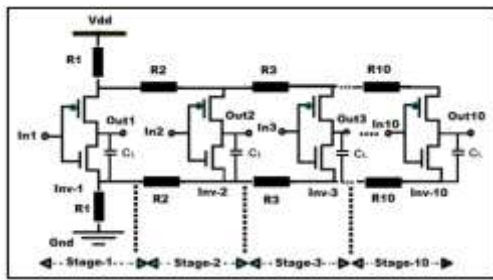 Vdd
R1
R2
R3
R10
In1
Out1
In2
Out2
In3
Out3
In10
Out10
CL
CL
CL
CL
Inv-1
Inv-2
Inv-3
Inv-10
R1
R2
R3
R10
Gnd
Stage-1
Stage-2
Stage-3
Stage-10